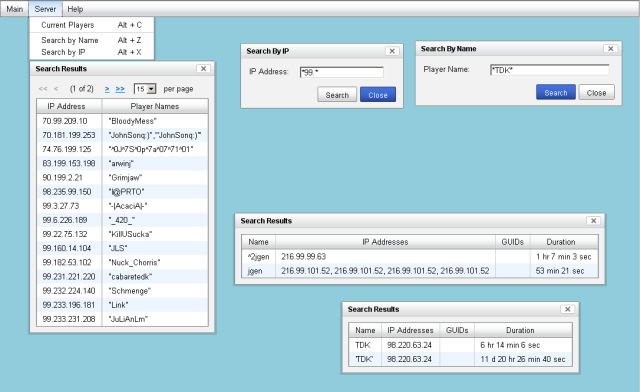 Main Server Help
Current Players Alt + C
Search by Name Alt + Z
Search by IP Alt + X
Search Results
<< < (1 of 2) > >> 15 per page
IP Address Player Names
70.99.209.10 "BloodyMess"
70.181.199.253 "JohnSonq:)","JohnSonq:)"
74.76.199.125 "^0J^7S^0p^7a^07^71^01"
83.199.153.198 "arwinj"
90.199.2.21 "Grimjaw"
98.235.99.150 "l@PRTO"
99.3.27.73 "-|AcaciA|-"
99.6.226.189 "_420_"
99.22.75.132 "KillUSucka"
99.160.14.104 "JLS"
99.182.53.102 "Nuck_Chorris"
99.231.221.220 "cabaretedk"
99.232.224.140 "Schmenge"
99.233.196.181 "Link"
99.233.231.208 "JuLiAnLm"
Search By IP
IP Address: *99.*
Search Close
Search By Name
Player Name: *TDK*
Search Close
Search Results
Name IP Addresses GUIDs Duration
^2jgen 216.99.99.63 1 hr 7 min 3 sec
jgen 216.99.101.52, 216.99.101.52, 216.99.101.52, 216.99.101.52 53 min 21 sec
Search Results
Name IP Addresses GUIDs Duration
TDK 98.220.63.24 6 hr 14 min 6 sec
'TDK' 98.220.63.24 11 d 20 hr 26 min 40 sec